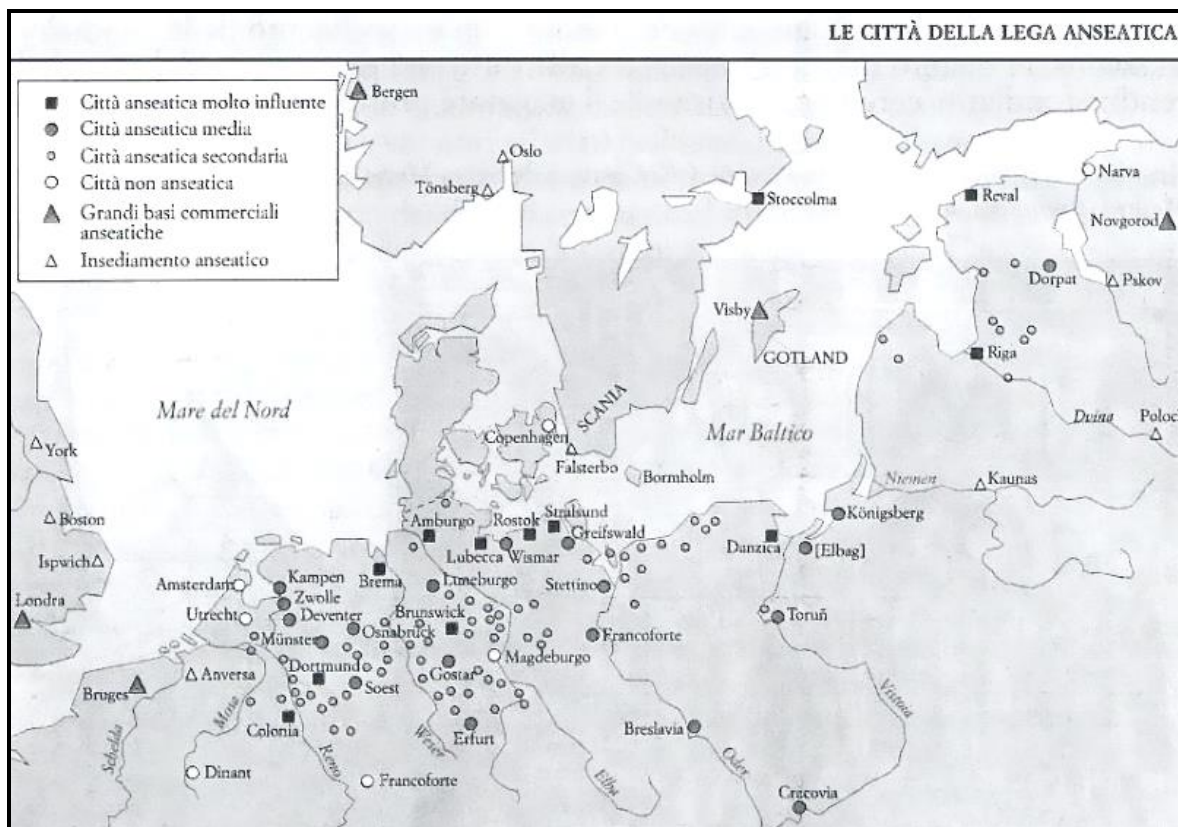 LE CITTÀ DELLA LEGA ANSEATICA
Città anseatica molto influente
Città anseatica media
Città anseatica secondaria
Città non anseatica
Grandi basi commerciali
anseatiche
Insediamento anseatico
Bergen
Oslo
Tönsberg
Stoccolma
Reval
Narva
Novgorod
Dorpat
Pskov
Visby
GOTLAND
Riga
Mare del Nord
SCANIA
Mar Baltico
Duina
Poloc
Copenhagen
Falsterbo
Bormholm
Niemen
Kaunas
York
Boston
Ispwich
Londra
Königsberg
[Elbag]
Danzica
Amburgo
Rostok
Stralsund
Greifswald
Lubecca
Wismar
Stettino
Brema
Luneburgo
Amsterdam
Kampen
Zwolle
Utrecht
Deventer
Brunswick
Osnabruck
Münster
Magdeburgo
Francoforte
Toruñ
Dortmund
Gostar
Soest
Anversa
Bruges
Mosa
Colonia
Erfurt
Breslavia
Vistola
Schelda
Reno
Weser
Elba
Oder
Dinant
Francoforte
Cracovia